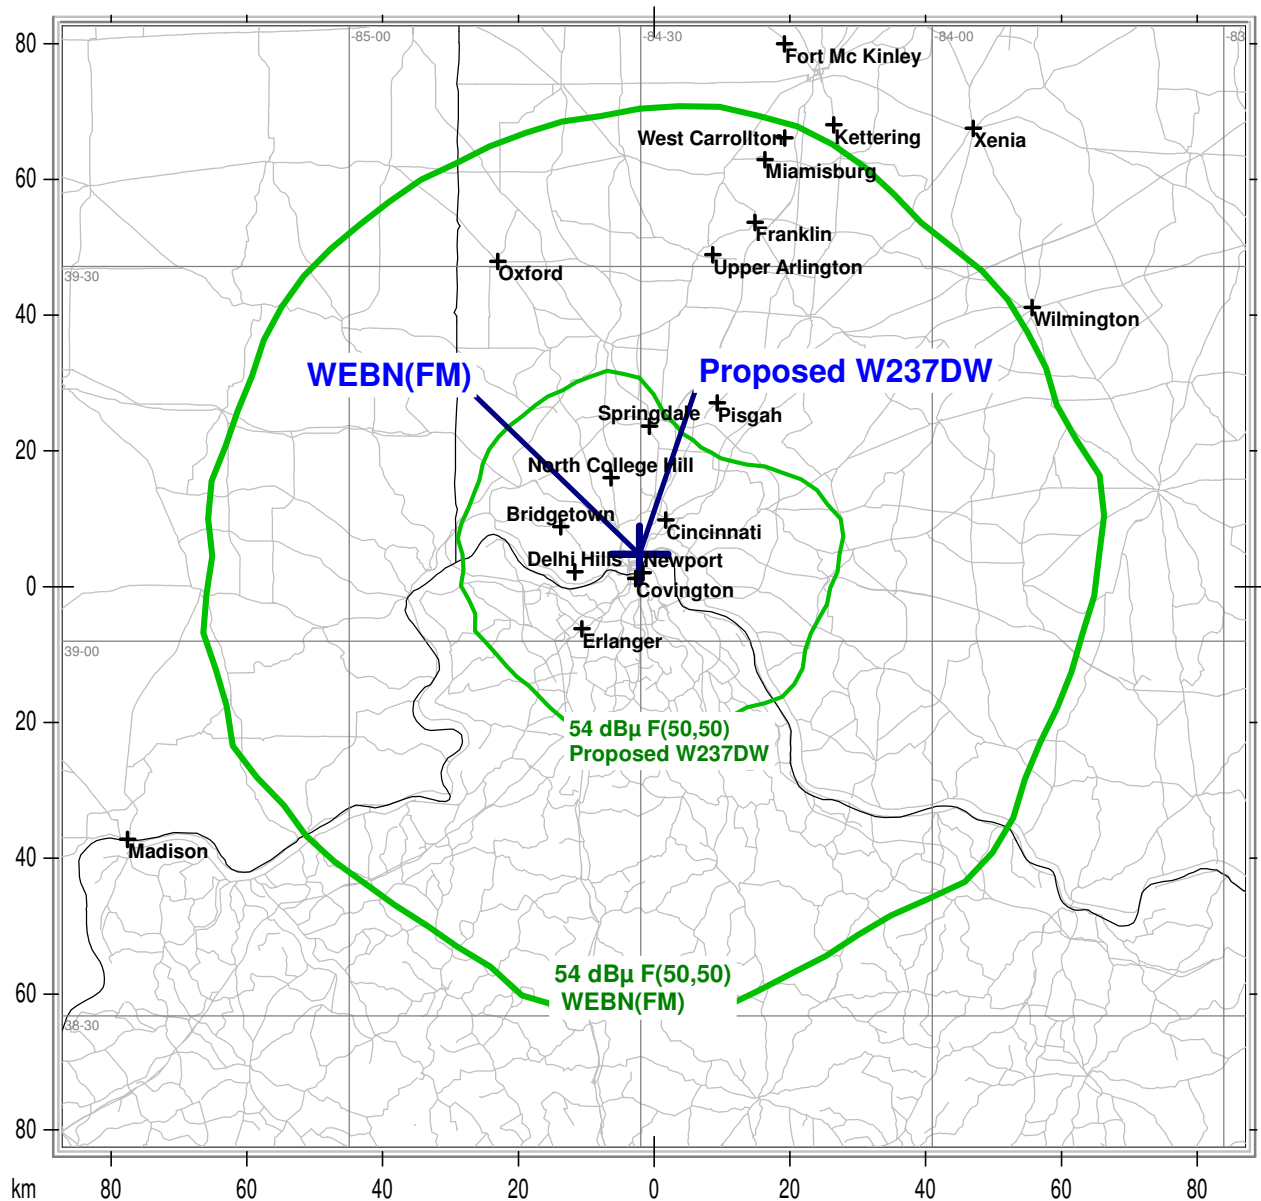 -85-00
-84-30
-84-00
-83
80
Fort Mc Kinley
West Carrollton
Kettering
Xenia
Miamisburg
60
Franklin
Upper Arlington
39-30
Oxford
40
Wilmington
WEBN(FM)
Proposed W237DW
Springdale
Pisgah
20
North College Hill
Bridgetown
Cincinnati
Delhi Hills
Newport
0
Covington
Erlanger
39-00
20
54 dBµ F(50,50)
Proposed W237DW
40
Madison
54 dBµ F(50,50)
WEBN(FM)
60
38-30
80
km
80
60
40
20
0
20
40
60
80